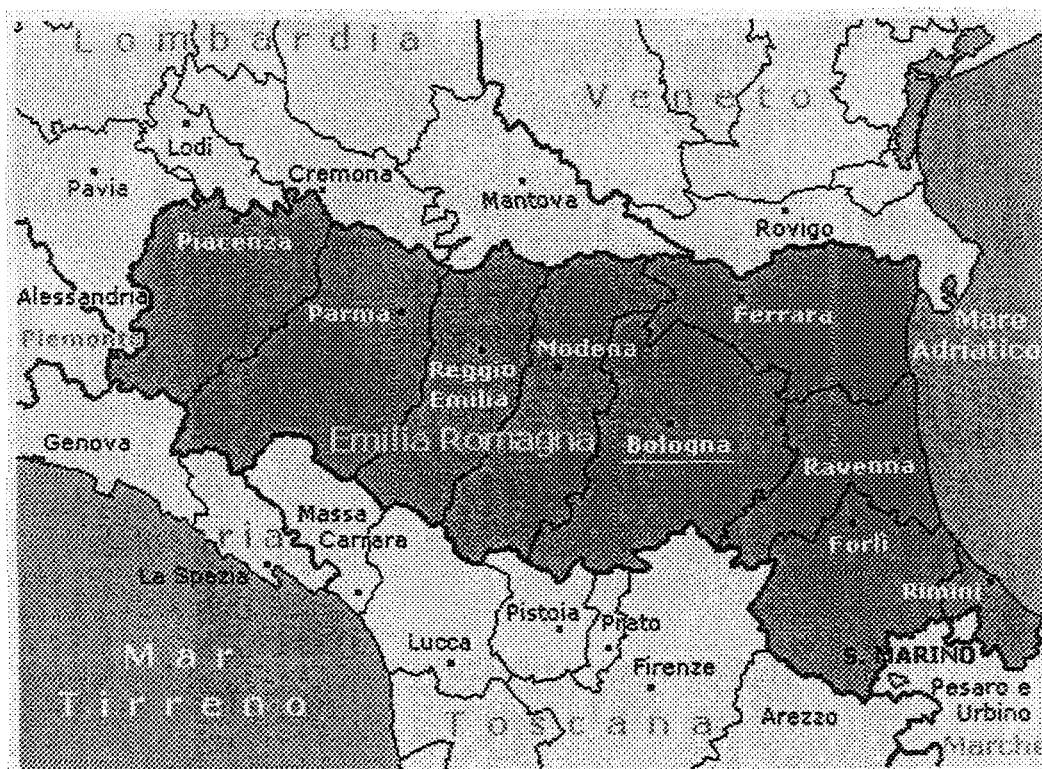 Lombardia
Veneto
Lodi
Pavia
Cremona
Mantova
Rovigo
Piacenza
Alessandria
Piemonte
Parma
Ferrara
Mare
Adriatico
Modena
Reggio
Emilia
Genova
Emilia Romagna
Bologna
Ravenna
Massa
Carrara
ria
Forlì
La Spezia
Rimini
Pistoia
Prato
Lucca
Firenze
Mar
Tirreno
S. MARINO
Pesaro e
Urbino
Toscana
Arezzo
Marche